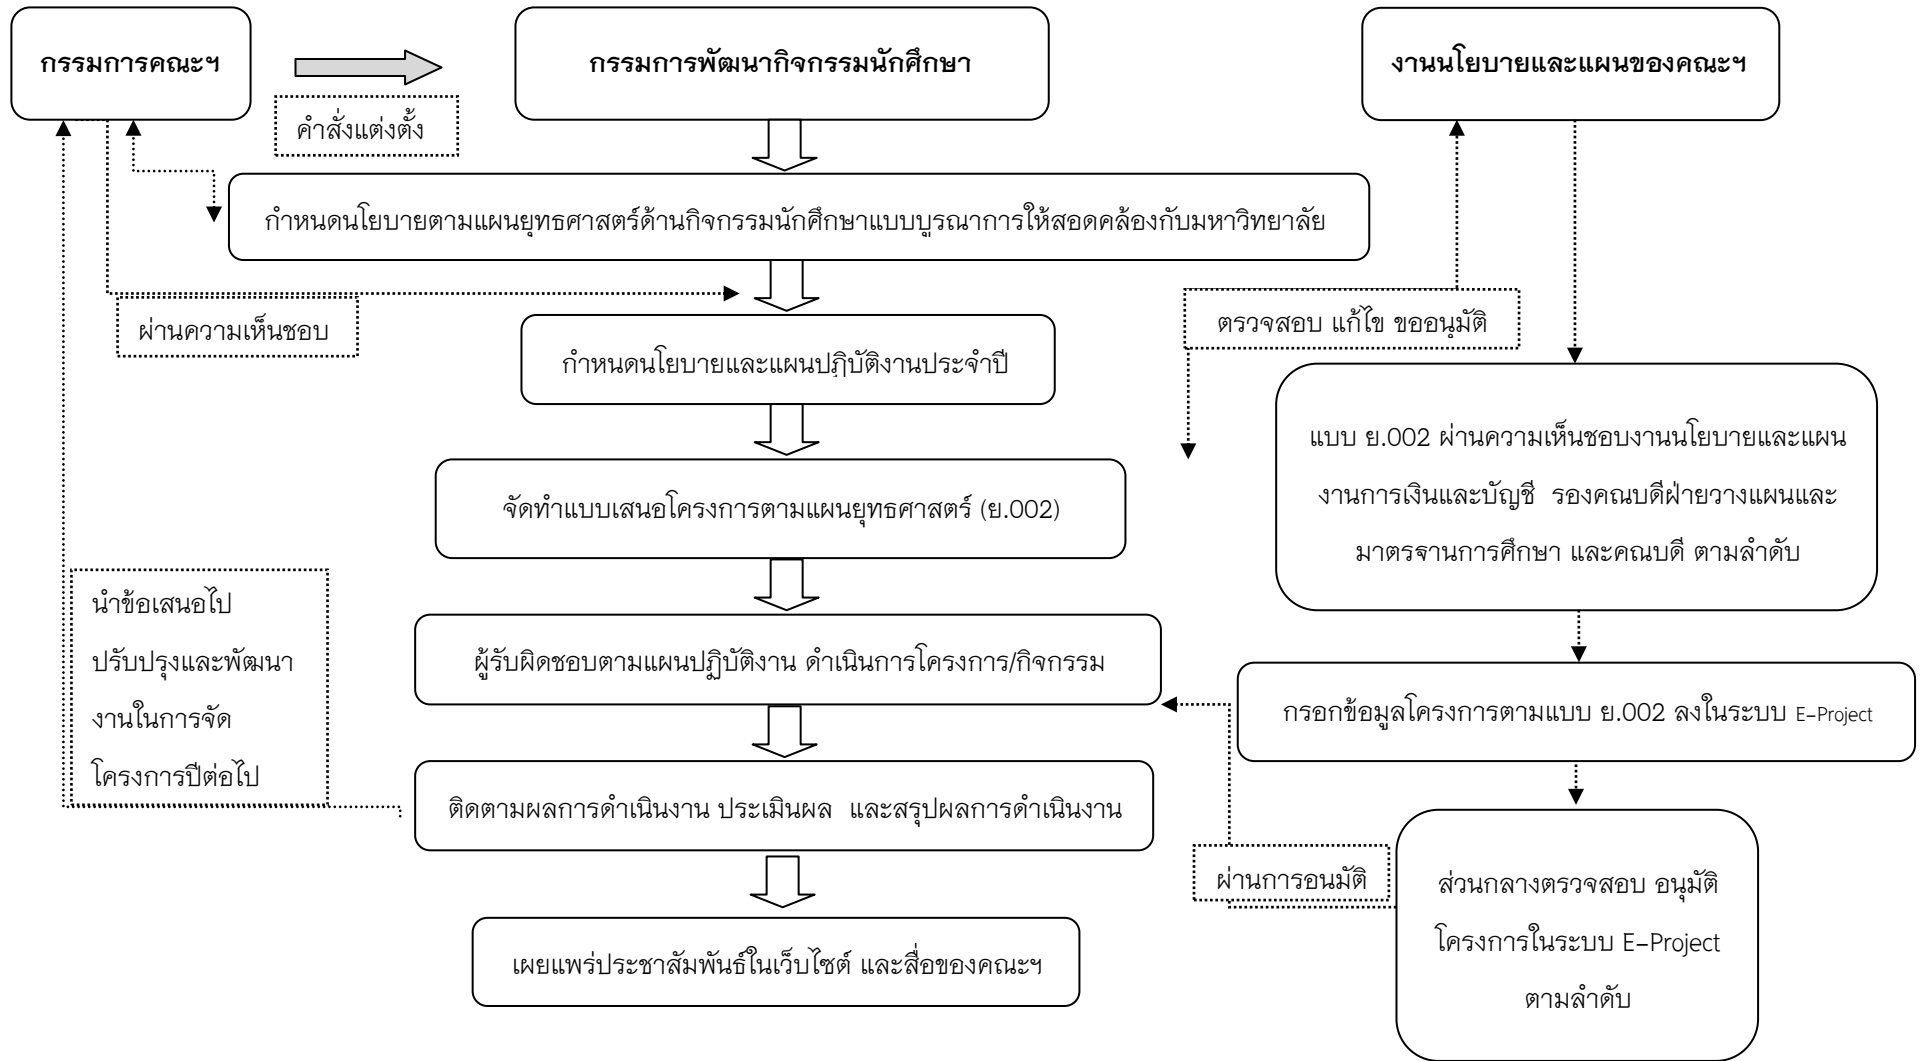 กรรมการคณะฯ
กรรมการพัฒนากิจกรรมนักศึกษา
งานนโยบายและแผนของคณะฯ
คำสั่งแต่งตั้ง
กำหนดนโยบายตามแผนยุทธศาสตร์ด้านกิจกรรมนักศึกษาแบบบูรณาการให้สอดคล้องกับมหาวิทยาลัย
ผ่านความเห็นชอบ
ตรวจสอบ แก้ไข ขออนุมัติ
กำหนดนโยบายและแผนปฏิบัติงานประจำปี
แบบ ย.002 ผ่านความเห็นชอบงานนโยบายและแผน
งานการเงินและบัญชี รองคณบดีฝ่ายวางแผนและ
มาตรฐานการศึกษา และคณบดี ตามลำดับ
จัดทำแบบเสนอโครงการตามแผนยุทธศาสตร์ (ย.002)
นำข้อเสนอไป
ปรับปรุงและพัฒนา
งานในการจัด
โครงการปีต่อไป
ผู้รับผิดชอบตามแผนปฏิบัติงาน ดำเนินการโครงการ/กิจกรรม
กรอกข้อมูลโครงการตามแบบ ย.002 ลงในระบบ E-Project
ติดตามผลการดำเนินงาน ประเมินผล และสรุปผลการดำเนินงาน
ผ่านการอนมัติ
ส่วนกลางตรวจสอบ อนุมัติ
โครงการในระบบ E-Project
ตามลำดับ
เผยแพร่ประชาสัมพันธ์ในเว็บไซต์ และสื่อของคณะฯ